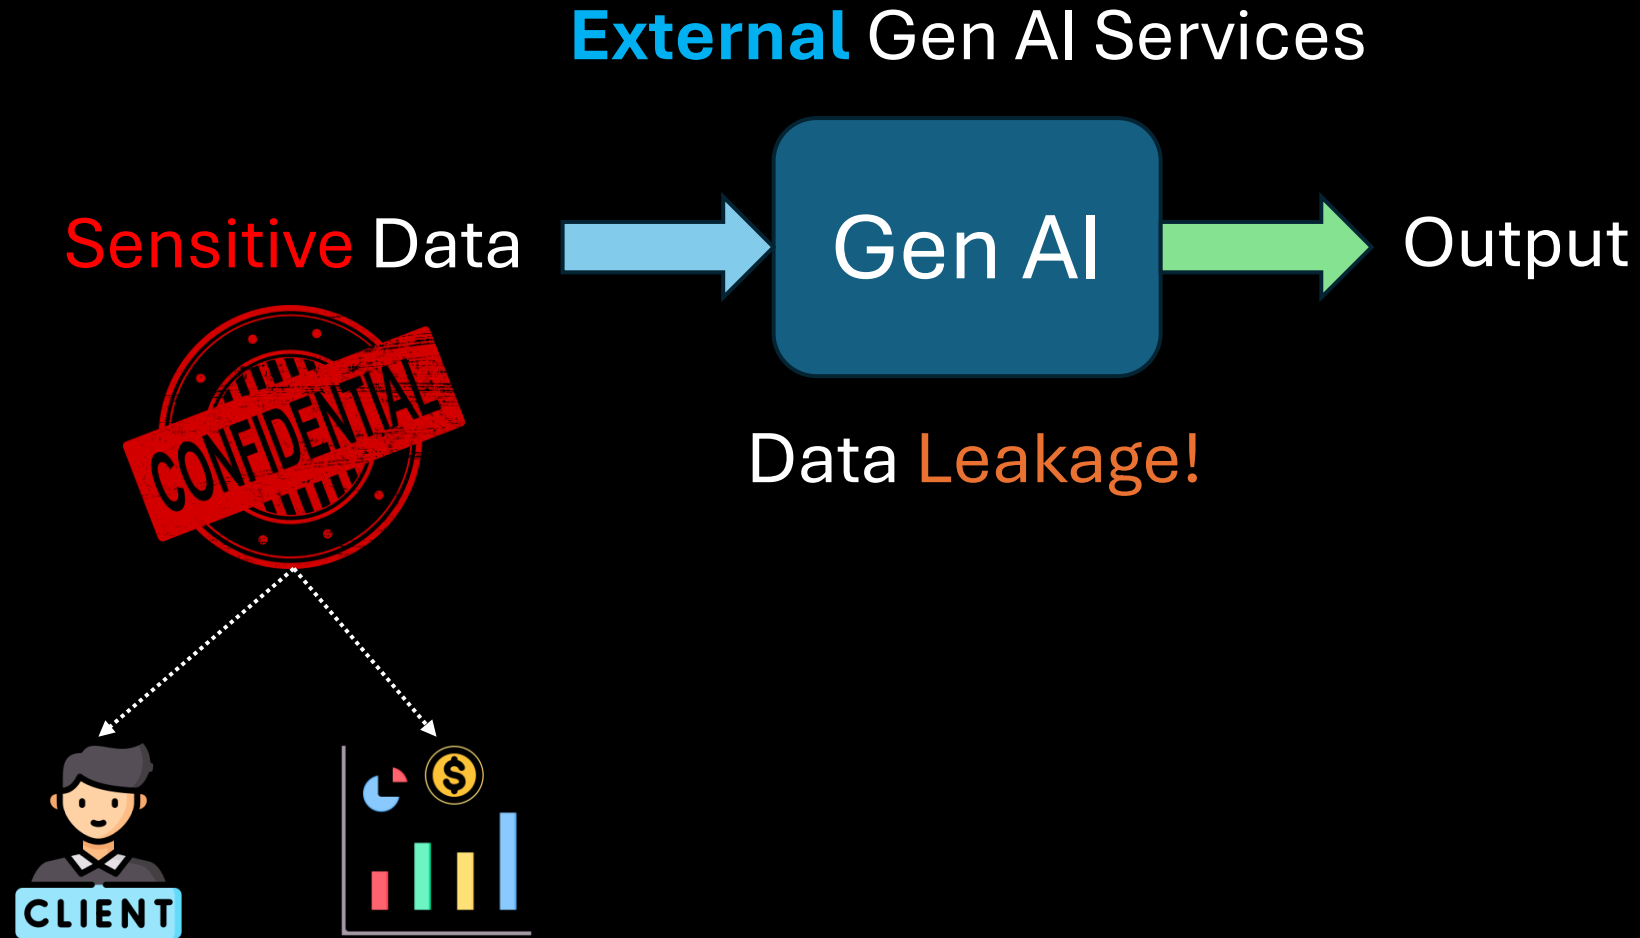 External Gen AI Services
Sensitive Data
Gen AI
Output
CONFIDENTIAL
Data Leakage!
$
CLIENT